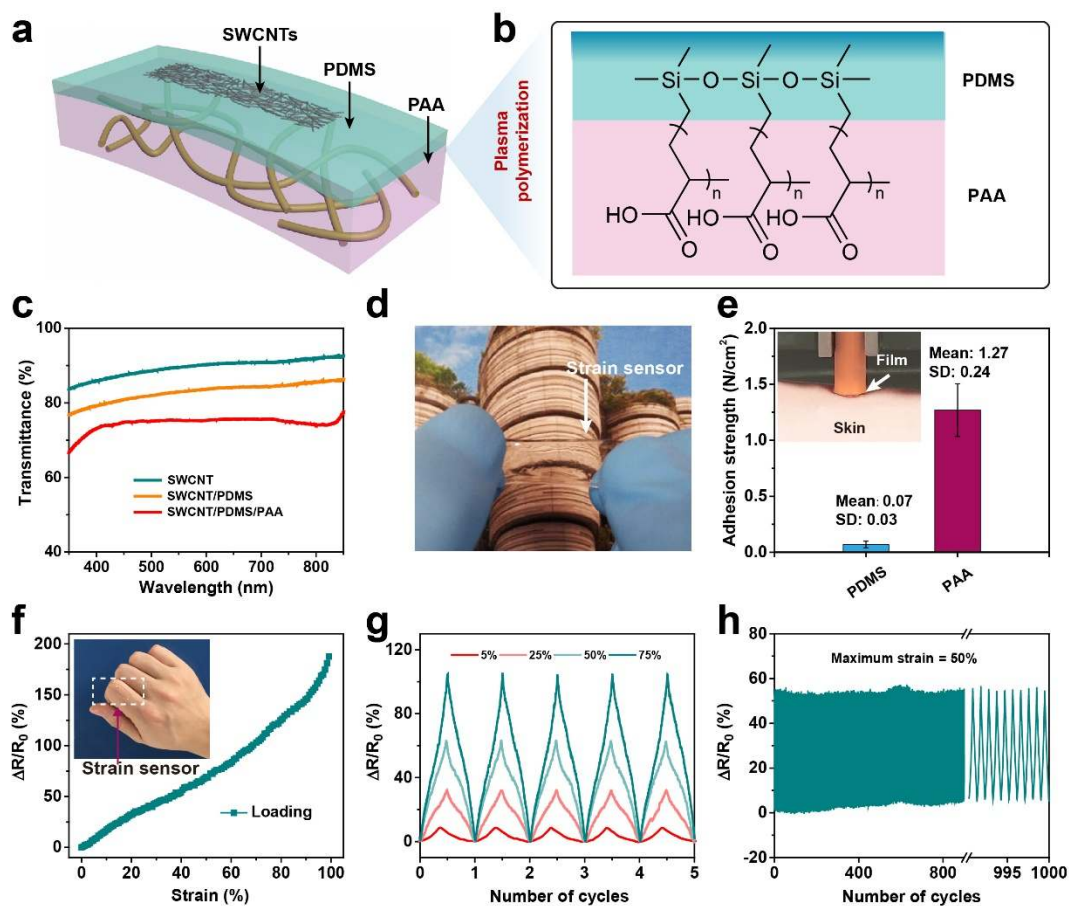 a
SWCNTs
PDMS
PAA
b
Plasma
polymerization
Si
O
Si
O
Si
n
n
n
HO
O
HO
O
HO
O
PDMS
PAA
c
Transmittance (%)
100
80
60
40
SWCNT
SWCNT/PDMS
SWCNT/PDMS/PAA
400
500
600
700
800
Wavelength (nm)
d
Strain sensor
e
Adhesion strength (N/cm²)
2.0
1.5
1.0
0.5
0.0
Film
Skin
Mean: 1.27
SD: 0.24
Mean: 0.07
SD: 0.03
PDMS
PAA
f
ΔR/R₀ (%)
200
150
100
50
0
Strain sensor
Loading
0
20
40
60
80
100
Strain (%)
g
ΔR/R₀ (%)
120
80
40
0
5%
25%
50%
75%
0
1
2
3
4
5
Number of cycles
h
ΔR/R₀ (%)
80
60
40
20
0
-20
Maximum strain = 50%
0
400
800
995
1000
Number of cycles